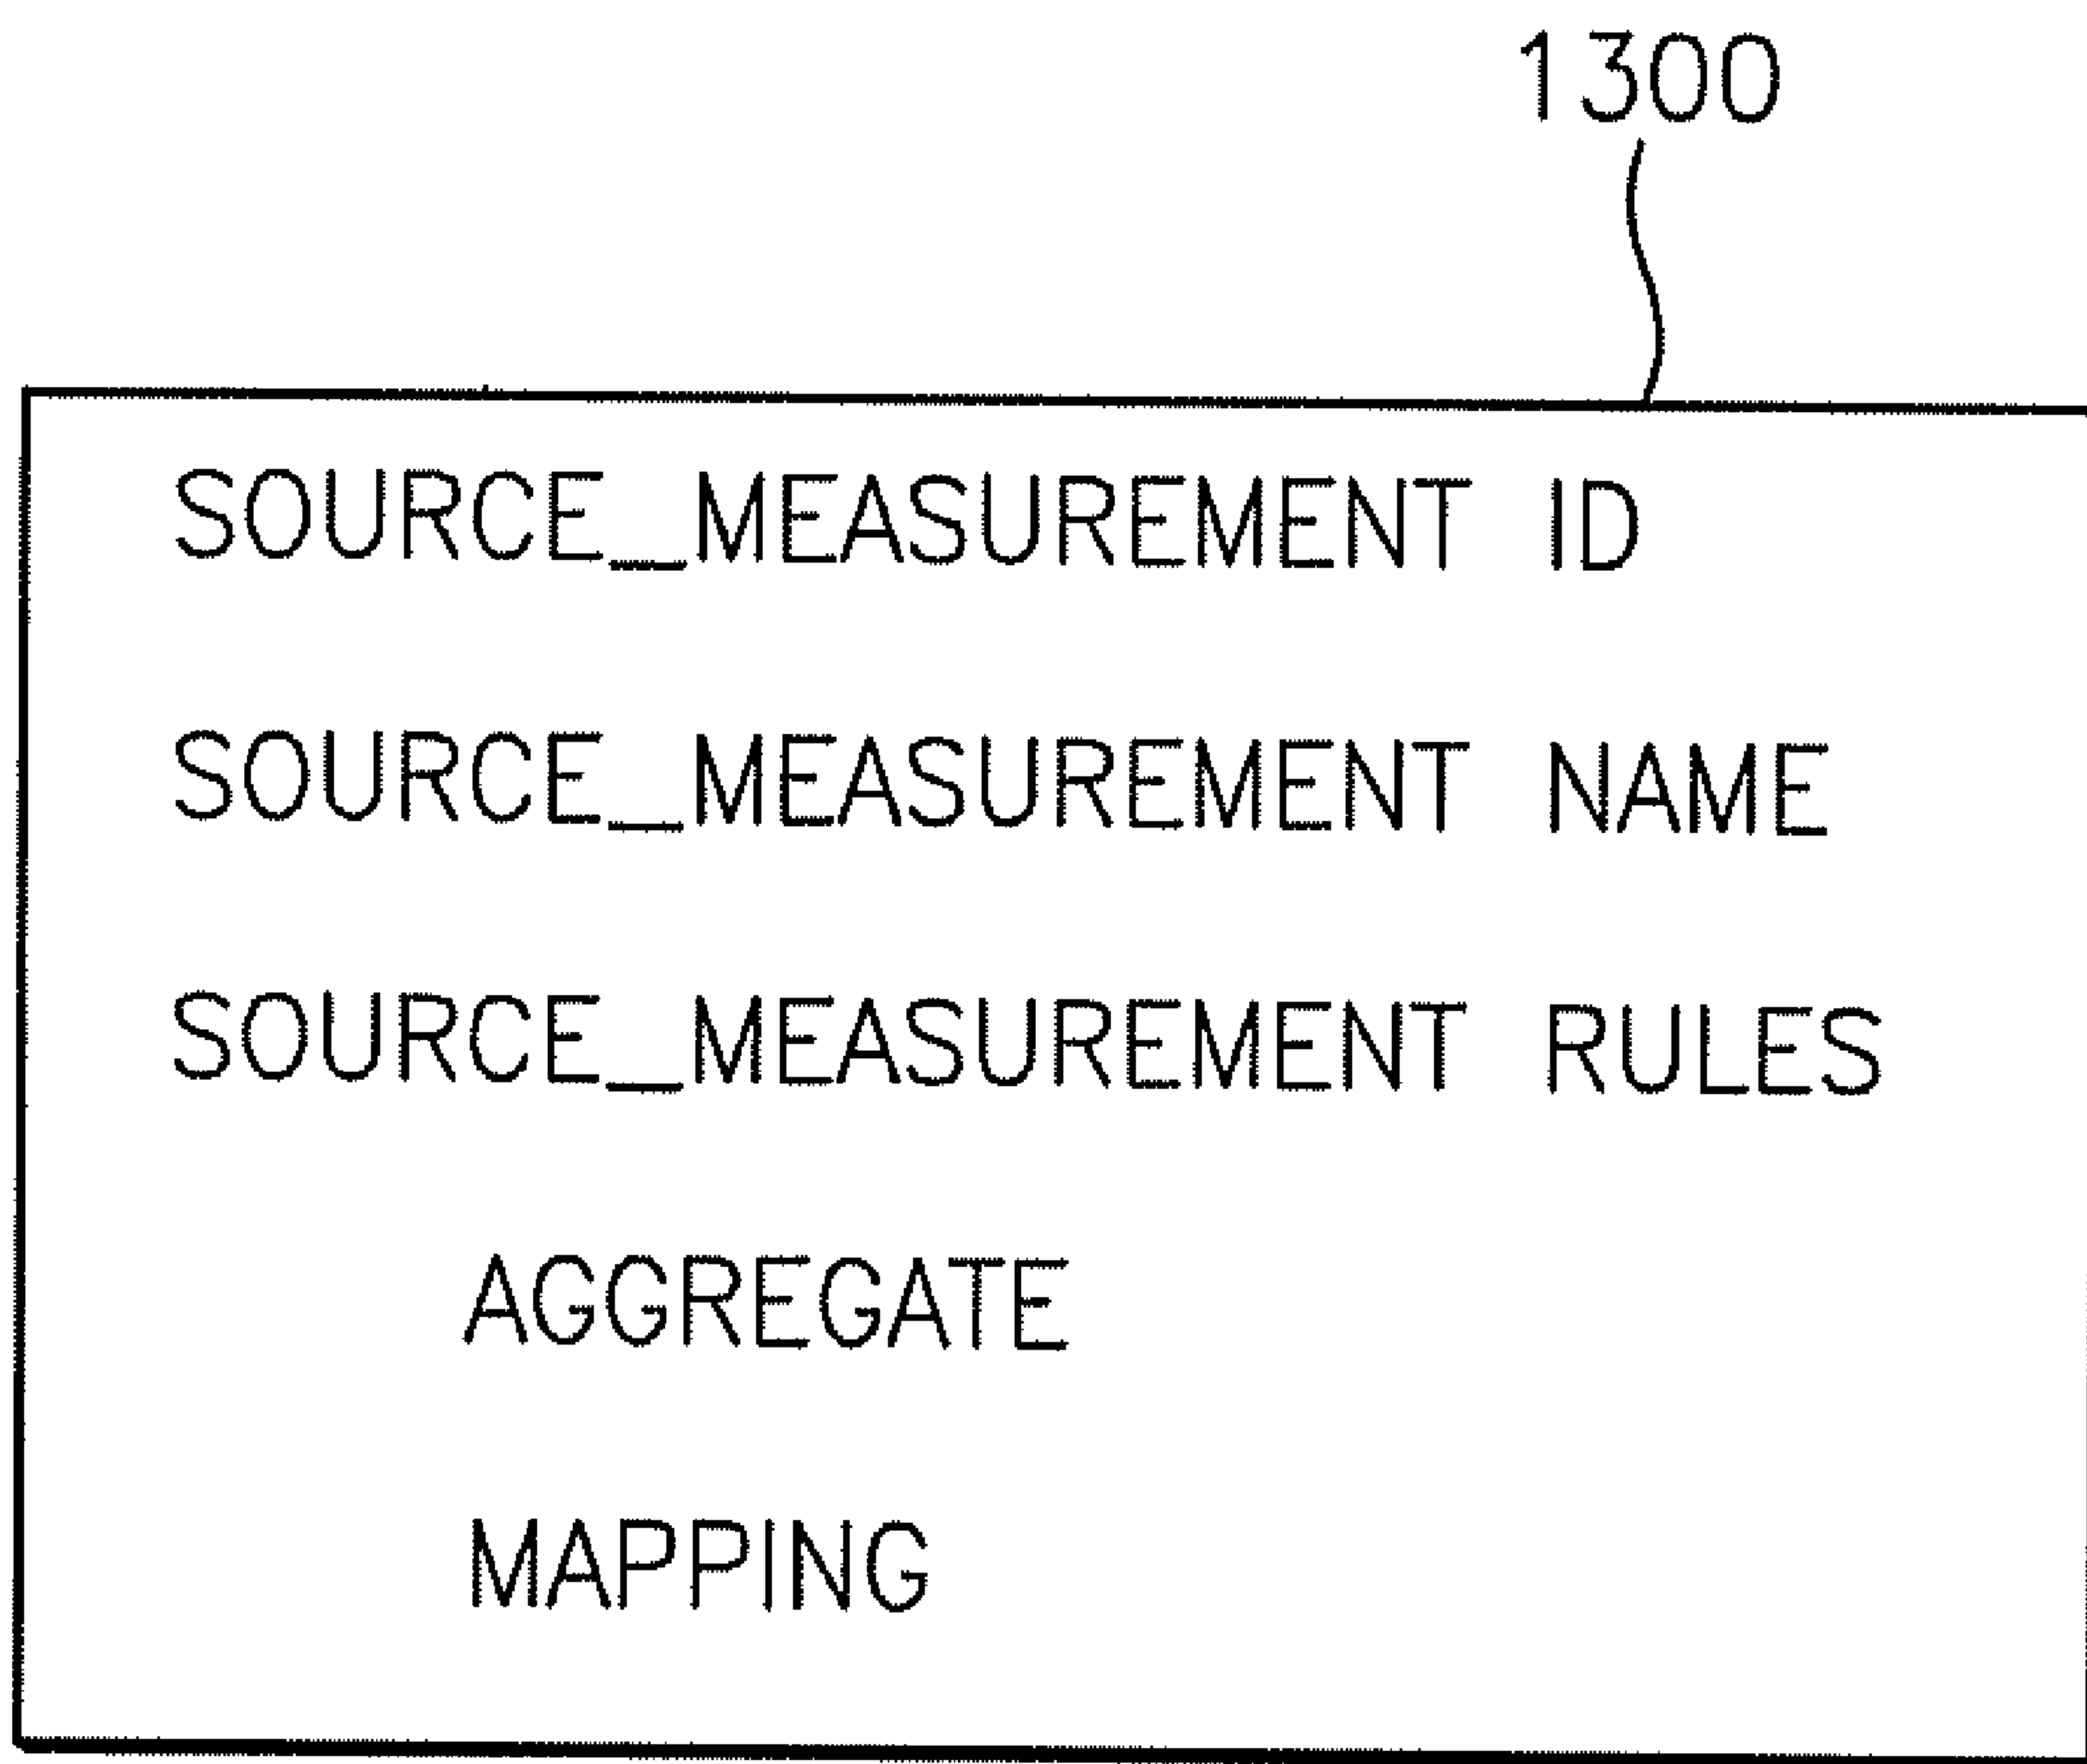 1300
SOURCE_MEASUREMENT ID
SOURCE_MEASUREMENT NAME
SOURCE_MEASUREMENT RULES
AGGREGATE
MAPPING